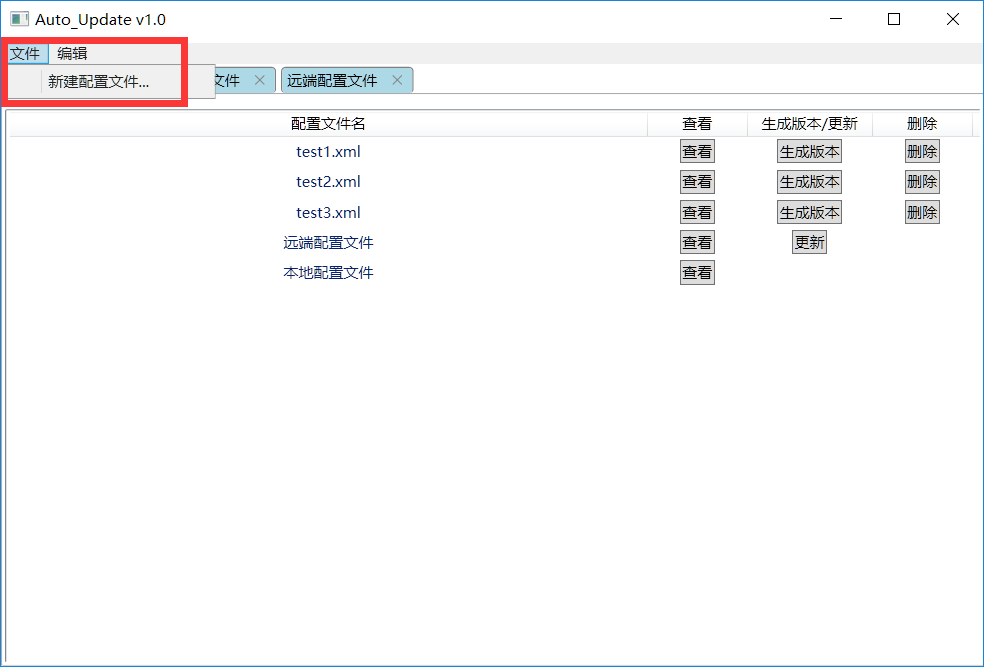 Auto_Update v1.0
文件 编辑
新建配置文件...
文件 远端配置文件
配置文件名 查看 生成版本/更新 删除
test1.xml 查看 生成版本 删除
test2.xml 查看 生成版本 删除
test3.xml 查看 生成版本 删除
远端配置文件 查看 更新
本地配置文件 查看